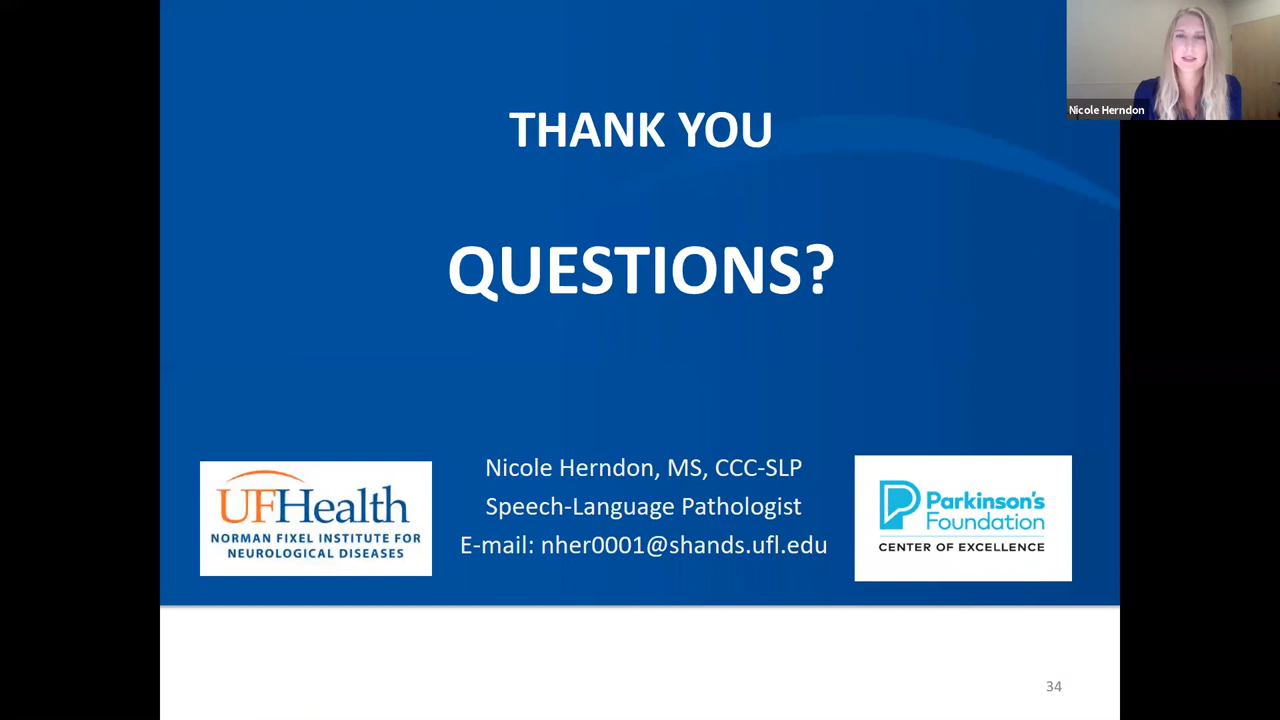 THANK YOU
Nicole Herndon
QUESTIONS?
Nicole Herndon, MS, CCC-SLP
Speech-Language Pathologist
E-mail: nher0001@shands.ufl.edu
UFHealth
NORMAN FIXEL INSTITUTE FOR
NEUROLOGICAL DISEASES
Parkinson's
Foundation
CENTER OF EXCELLENCE
34